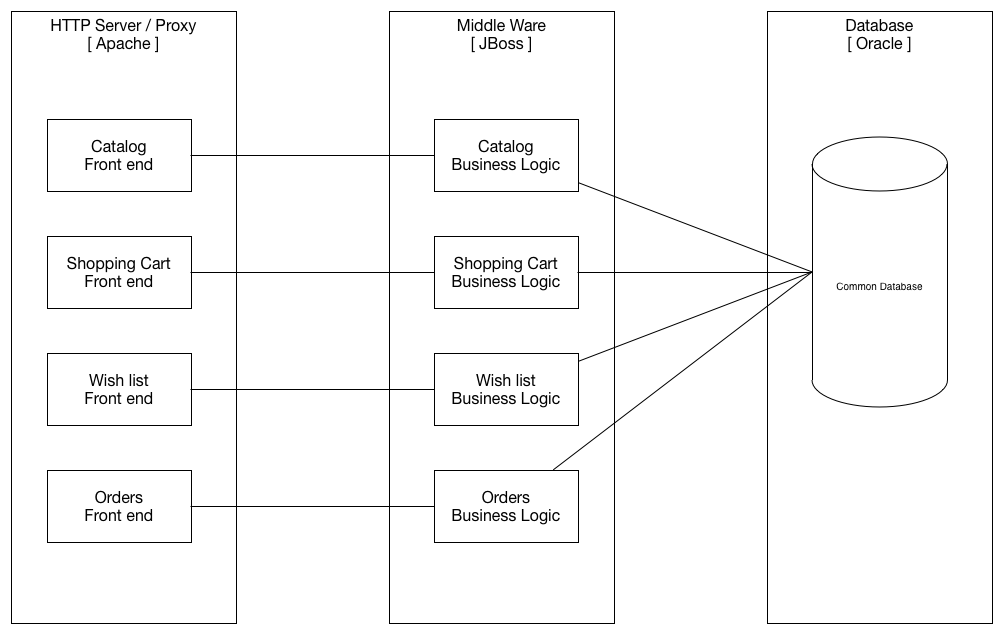 HTTP Server / Proxy
[ Apache ]
Middle Ware
[ JBoss ]
Database
[ Oracle ]
Catalog
Front end
Catalog
Business Logic
Shopping Cart
Front end
Shopping Cart
Business Logic
Common Database
Wish list
Front end
Wish list
Business Logic
Orders
Front end
Orders
Business Logic